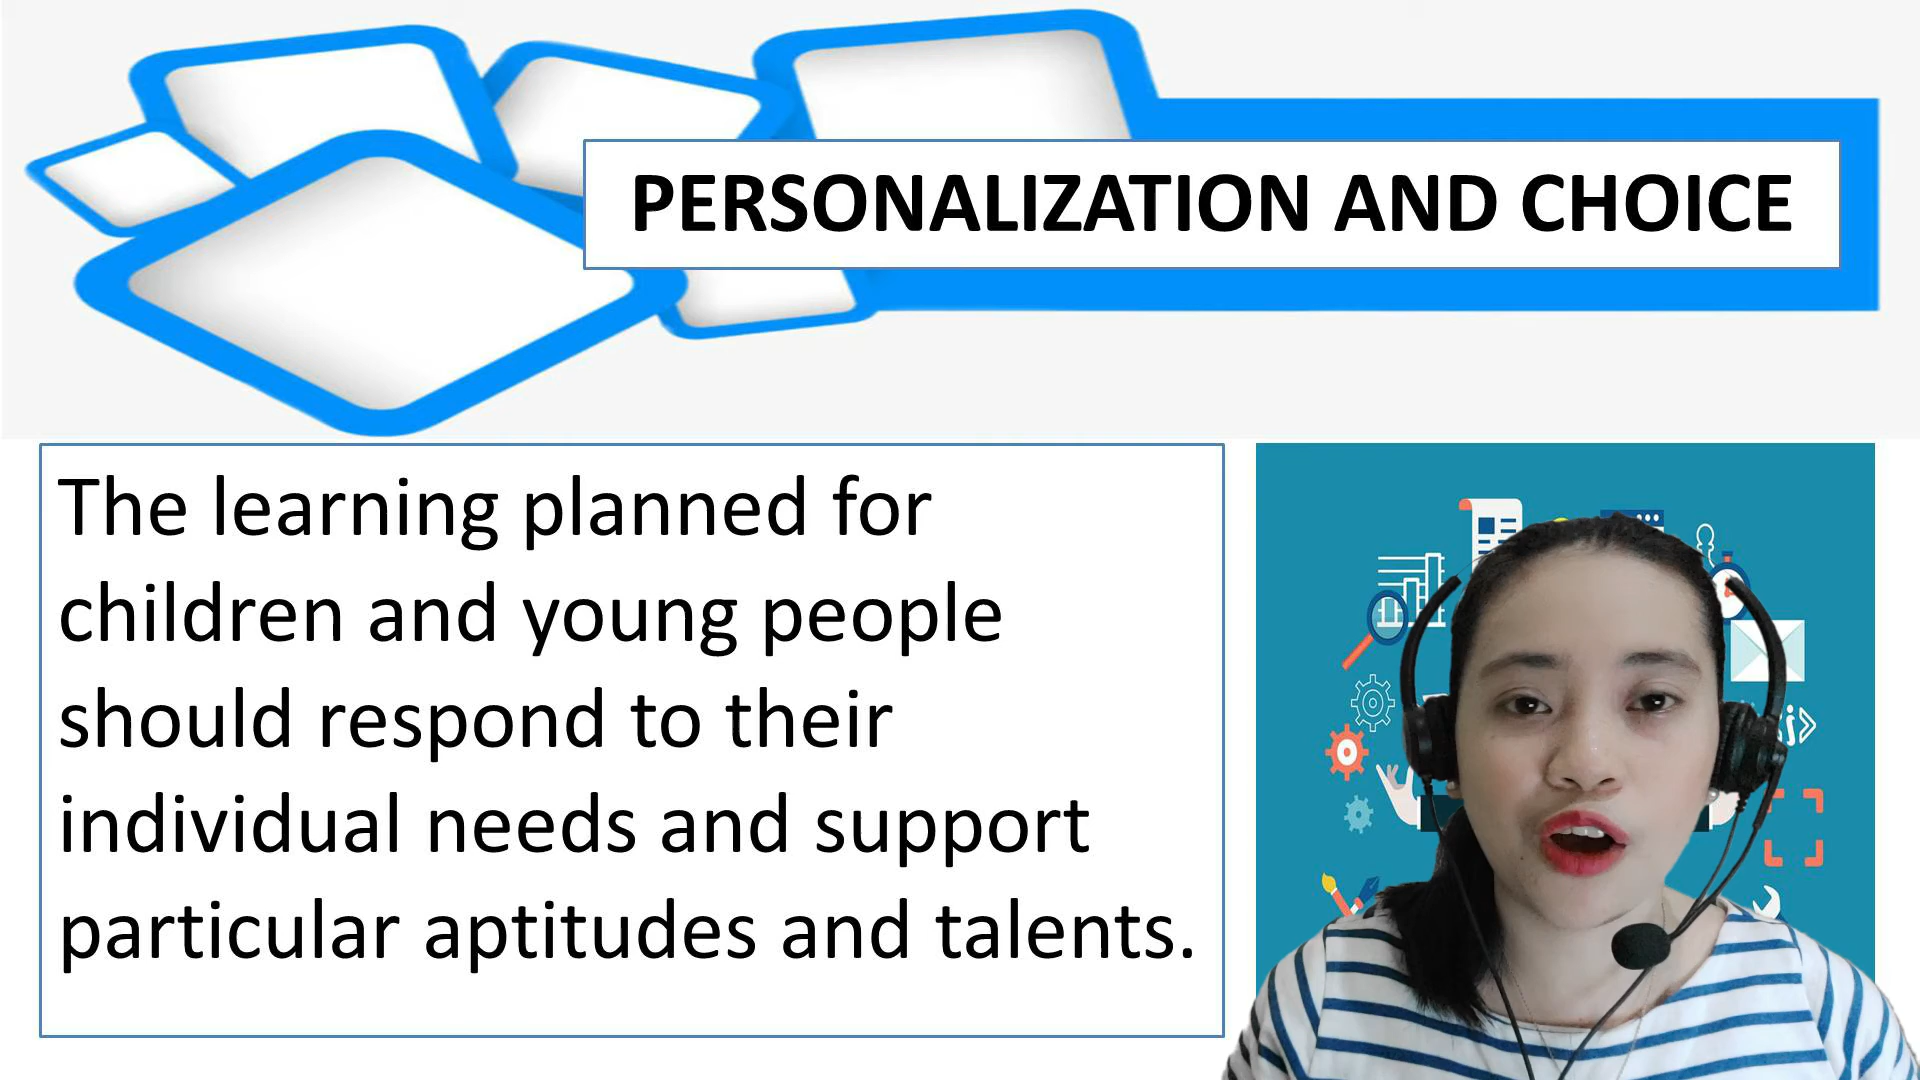 PERSONALIZATION AND CHOICE
The learning planned for
children and young people
should respond to their
individual needs and support
particular aptitudes and talents.